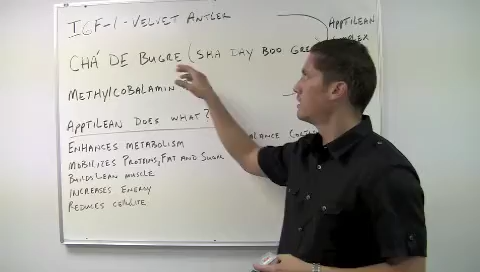 IGF-1 - VELVET ANTLER
APPTILEAN
CHÁ DE BUGRE (SHA DAY BOO GRE
METHYLCOBALAMIN
APPTILEAN DOES WHAT?
ENHANCES METABOLISM
MOBILIZES PROTEINS, FAT AND SUGAR
BUILDS LEAN MUSCLE
INCREASES ENERGY
REDUCES CELLULITE